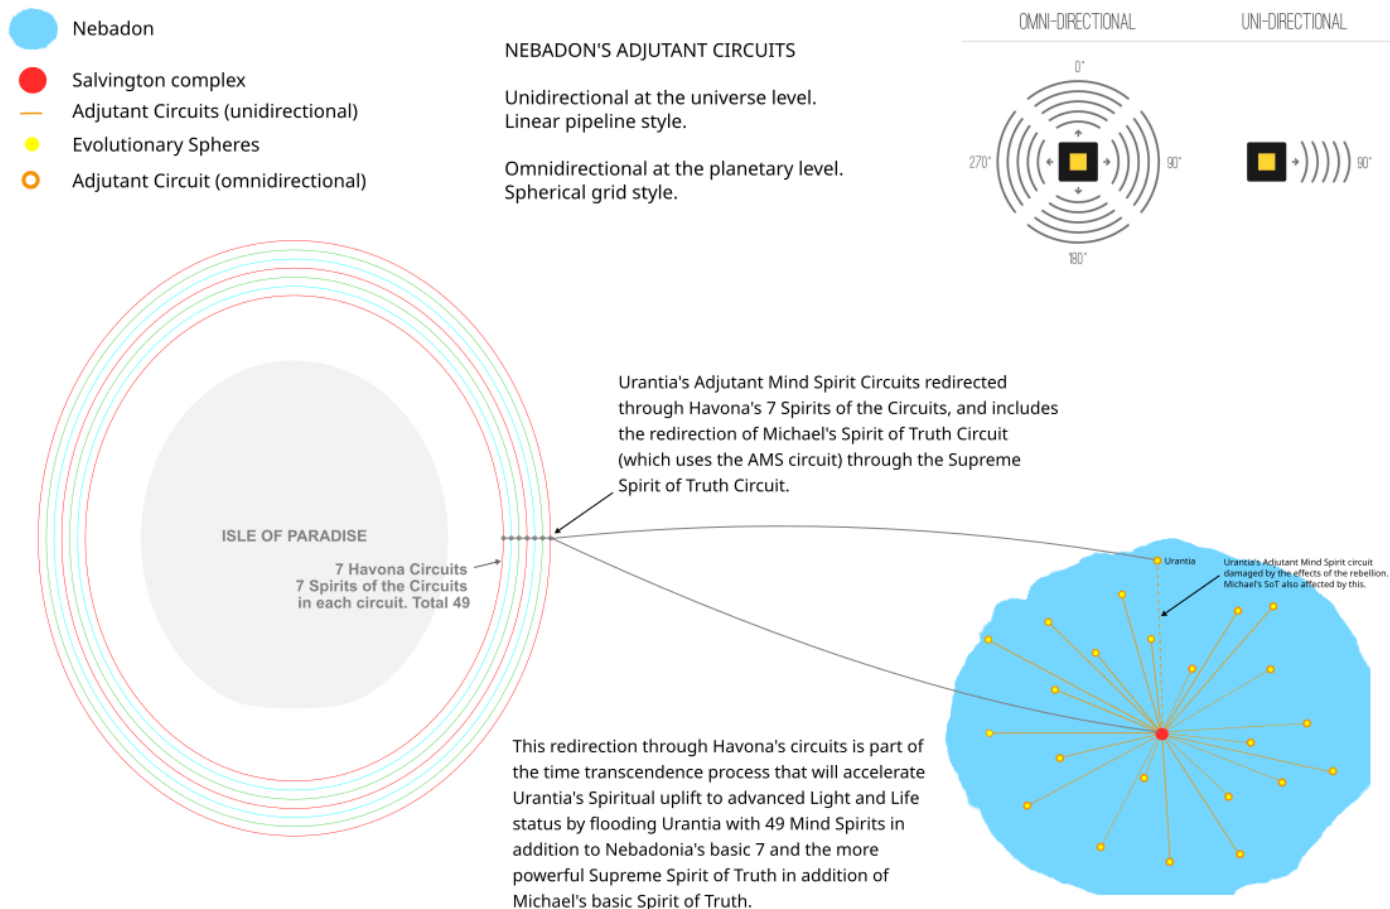 Nebadon
Salvington complex
Adjutant Circuits (unidirectional)
Evolutionary Spheres
Adjutant Circuit (omnidirectional)
NEBADON'S ADJUTANT CIRCUITS
Unidirectional at the universe level.
Linear pipeline style.
Omnidirectional at the planetary level.
Spherical grid style.
OMNI-DIRECTIONAL
UNI-DIRECTIONAL
0°
270°
90°
180°
90°
Urantia's Adjutant Mind Spirit Circuits redirected
through Havona's 7 Spirits of the Circuits, and includes
the redirection of Michael's Spirit of Truth Circuit
(which uses the AMS circuit) through the Supreme
Spirit of Truth Circuit.
ISLE OF PARADISE
7 Havona Circuits
7 Spirits of the Circuits
in each circuit. Total 49
Urantia
Urantia's Adjutant Mind Spirit circuit
damaged by the effects of the rebellion.
Michael's SoT also affected by this.
This redirection through Havona's circuits is part of
the time transcendence process that will accelerate
Urantia's Spiritual uplift to advanced Light and Life
status by flooding Urantia with 49 Mind Spirits in
addition to Nebadonia's basic 7 and the more
powerful Supreme Spirit of Truth in addition of
Michael's basic Spirit of Truth.